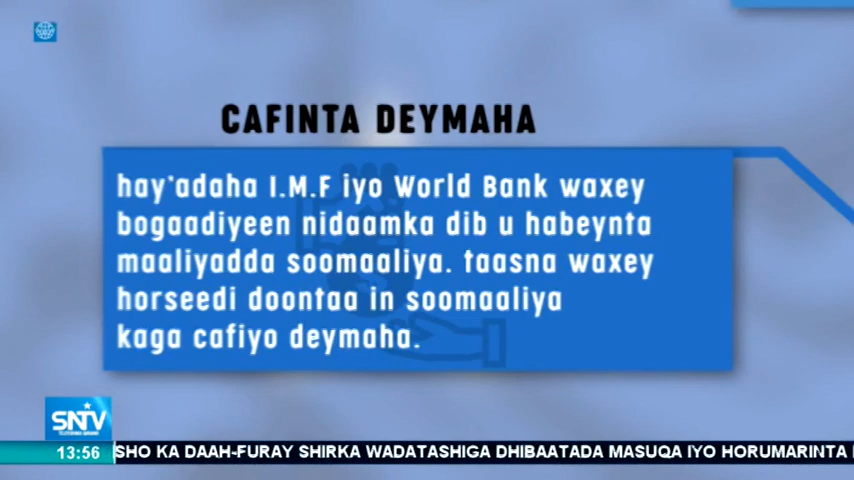 CAFINTA DEYMAHA
hay'adaha I.M.F iyo World Bank waxey
bogaadiyeen nidaamka dib u habeynta
maaliyadda soomaaliya. taasna waxey
horseedi doontaa in soomaaliya
kaga cafiyo deymaha.
SNTV
13:56 SHO KA DAAH-FURAY SHIRKA WADATASHIGA DHIBAATADA MASUQA IYO HORUMARINTA